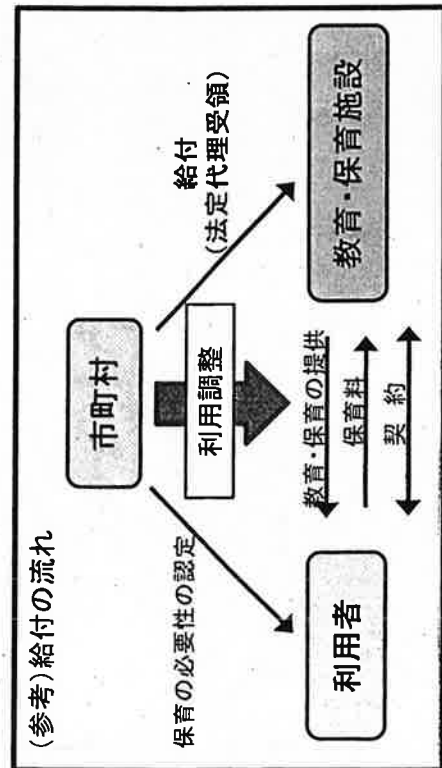 (参考)給付の流れ
市町村
給付
(法定代理受領)
利用調整
保育の必要性の認定
利用者
教育・保育の提供
保育料
契約
教育・保育施設